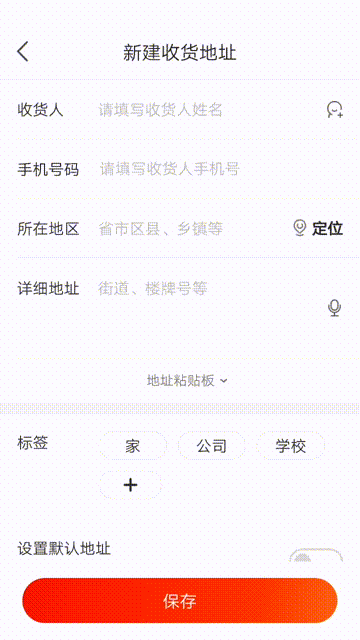 新建收货地址
收货人 请填写收货人姓名
手机号码 请填写收货人手机号
所在地区 省市区县、乡镇等 定位
详细地址 街道、楼牌号等
地址粘贴板
标签 家 公司 学校
+
设置默认地址
保存